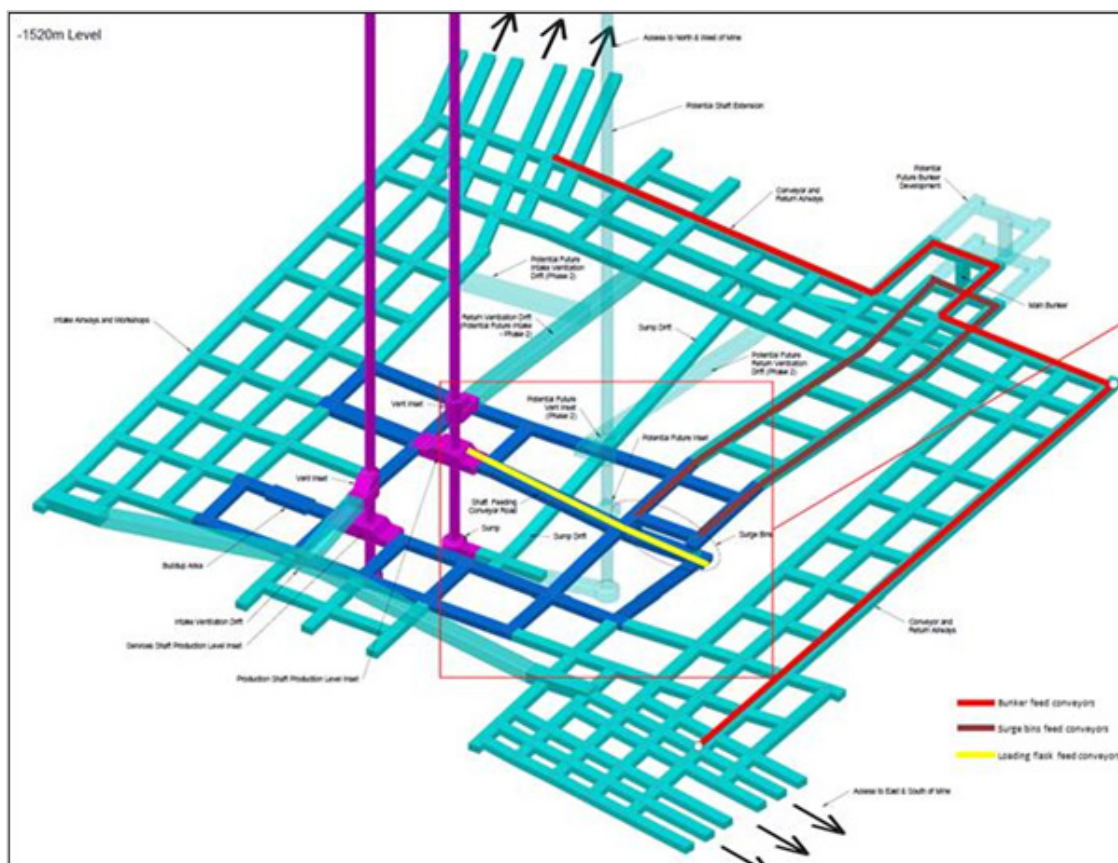 -1520m Level
Access to North & West of Mine
Potential Shaft Extension
Potential
Future Bunker
Development
Conveyor and
Return Airways
Potential Future
Intake Ventilation
Drift (Phase 2)
Main Bunker
Intake Airways and Workshops
Return Ventilation Drift
(Potential Future Intake
- Phase 2)
Sump Drift
Potential Future
Return Ventilation
Drift (Phase 2)
Vent Inset
Potential Future
Vent Inset
(Phase 2)
Potential Future Inset
Vent Inset
Shaft Feeding
Conveyor Road
Sump
Sump Drift
Surge Bins
Buildup Area
Intake Ventilation Drift
Services Shaft Production Level Inset
Production Shaft Production Level Inset
Conveyor and
Return Airways
Bunker feed conveyors
Surge bins feed conveyors
Loading flask feed conveyor
Access to East & South of Mine